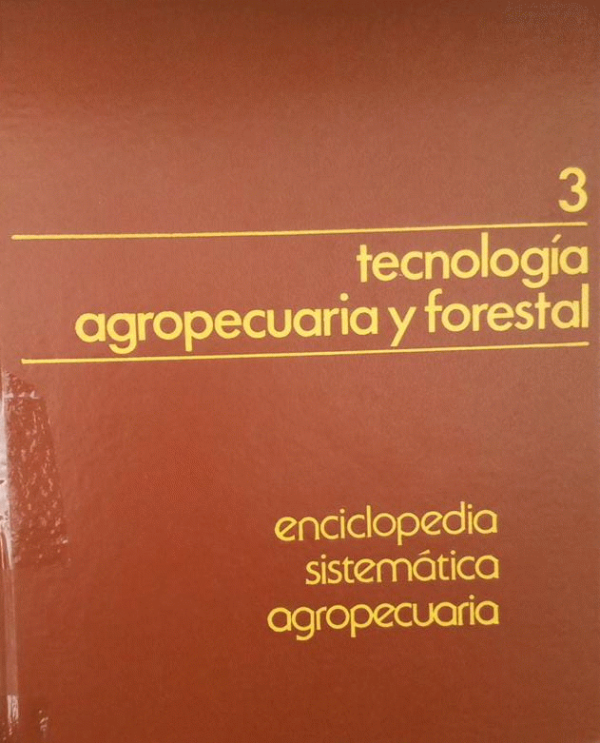 3
tecnología
agropecuaria y forestal
enciclopedia
sistemática
agropecuaria